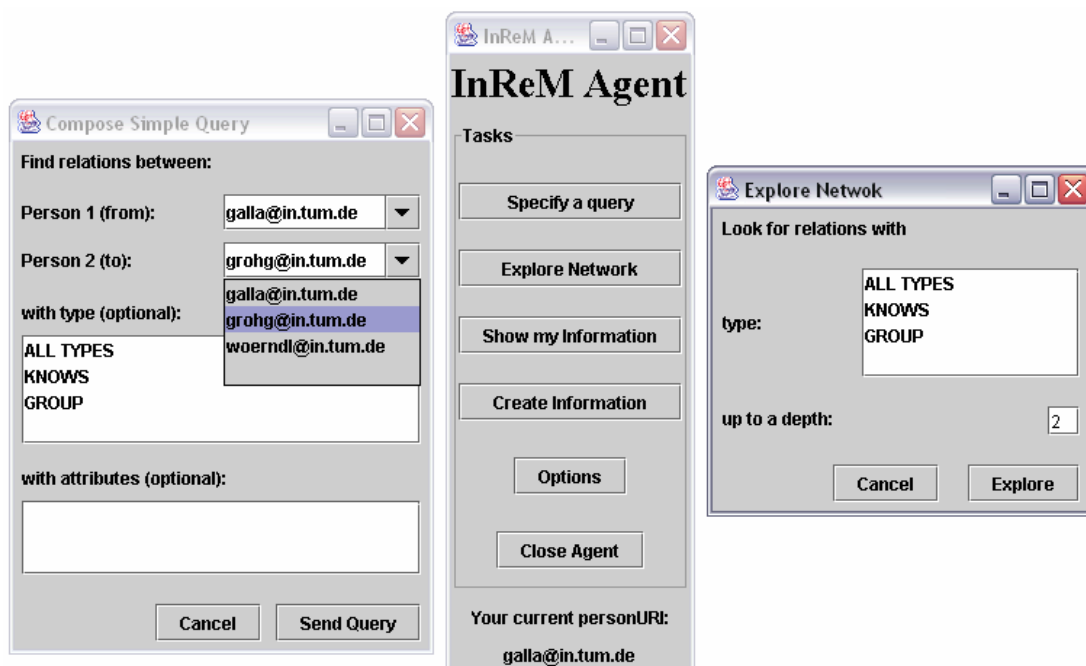 Compose Simple Query
Find relations between:
Person 1 (from):
galla@in.tum.de
Person 2 (to):
grohg@in.tum.de
galla@in.tum.de
grohg@in.tum.de
woerndl@in.tum.de
with type (optional):
ALL TYPES
KNOWS
GROUP
with attributes (optional):
Cancel
Send Query
InReM A...
InReM Agent
Tasks
Specify a query
Explore Network
Show my Information
Create Information
Options
Close Agent
Your current personURI:
galla@in.tum.de
Explore Netwok
Look for relations with
type:
ALL TYPES
KNOWS
GROUP
up to a depth:
2
Cancel
Explore